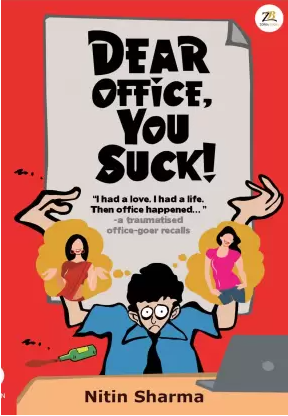 DEAR
OFFICE,
YOU
SUCK!
"I had a love. I had a life.
Then office happened..."
-a traumatised
office-goer recalls
Nitin Sharma